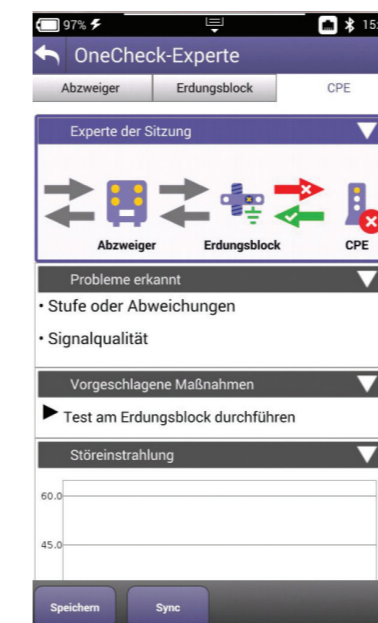 97%
15:
OneCheck-Experte
Abzweiger Erdungsblock CPE
Experte der Sitzung
Abzweiger Erdungsblock CPE
Probleme erkannt
• Stufe oder Abweichungen
• Signalqualität
Vorgeschlagene Maßnahmen
Test am Erdungsblock durchführen
Störeinstrahlung
60.0
45.0
Speichern Sync